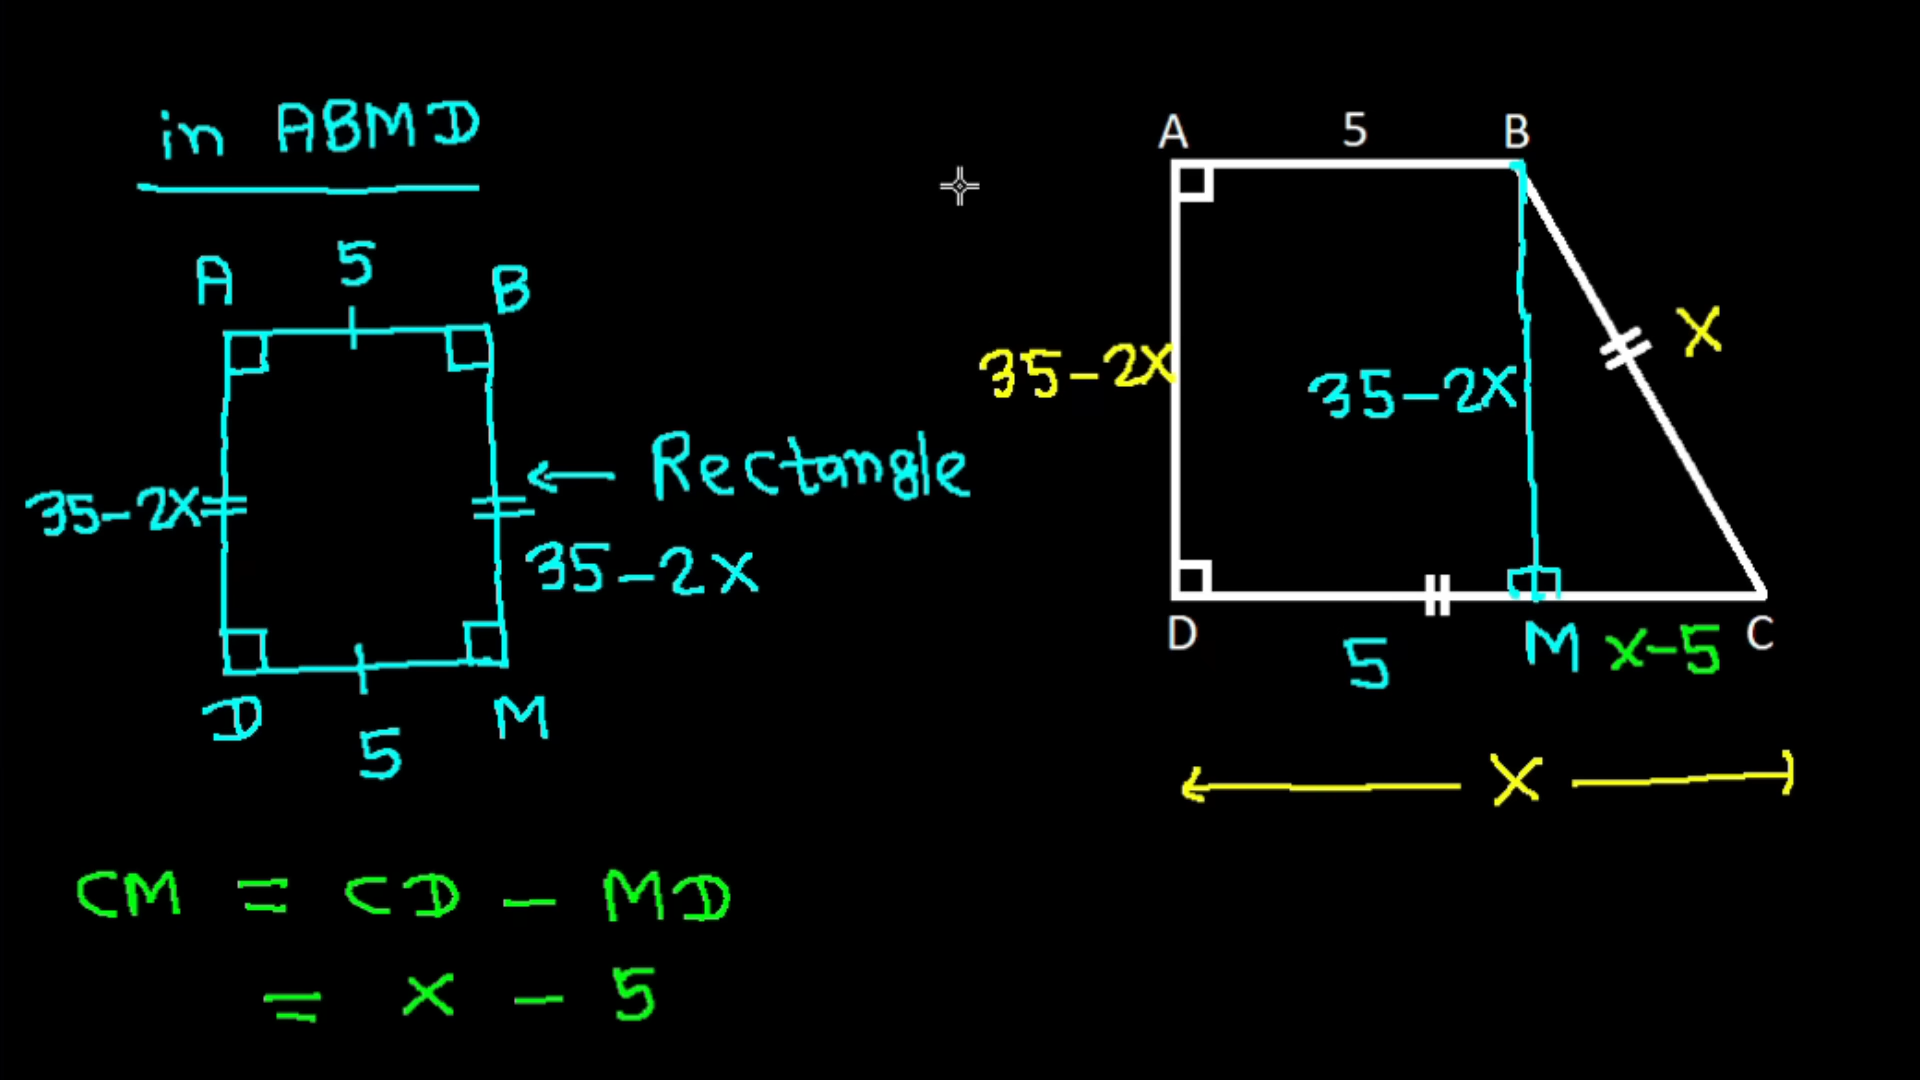 in ABMD
A 5 B
35-2X ← Rectangle
35-2X
D 5 M
CM = CD - MD
= X - 5
A 5 B
35-2X 35-2X X
D 5 M X-5 C
X